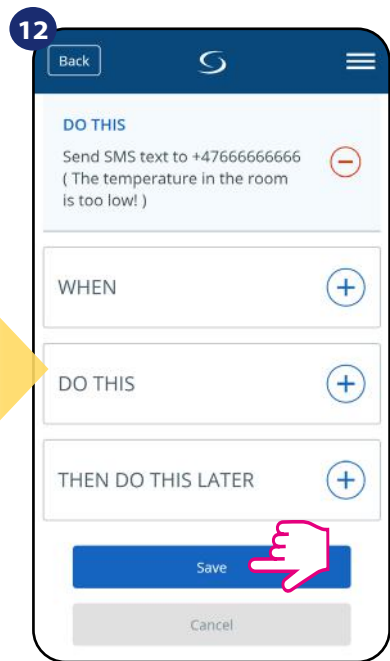 12
Back
DO THIS
Send SMS text to +47666666666
( The temperature in the room
is too low! )
WHEN
DO THIS
THEN DO THIS LATER
Save
Cancel